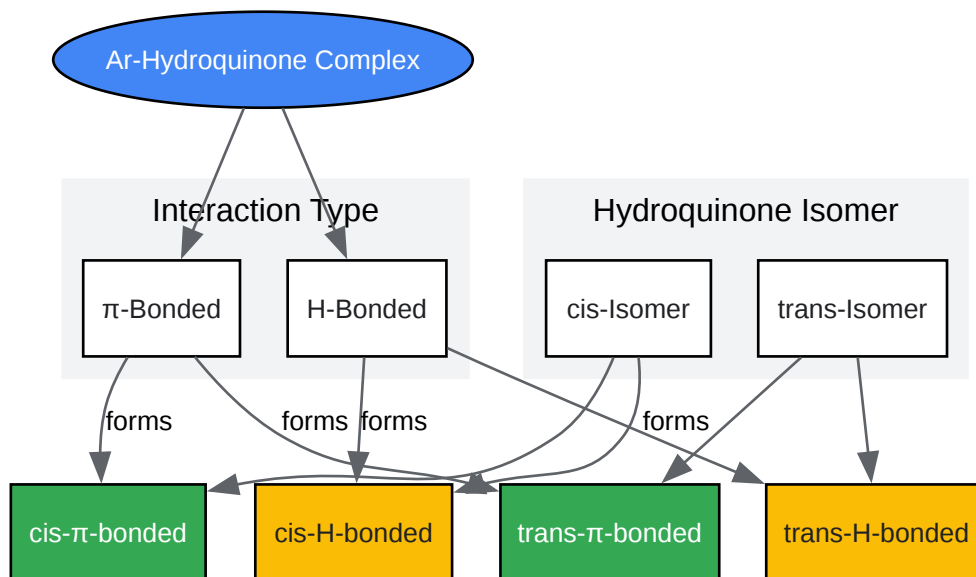 Ar-Hydroquinone Complex
Interaction Type
Hydroquinone Isomer
π-Bonded
H-Bonded
cis-Isomer
trans-Isomer
forms
forms
forms
forms
cis-π-bonded
cis-H-bonded
trans-π-bonded
trans-H-bonded